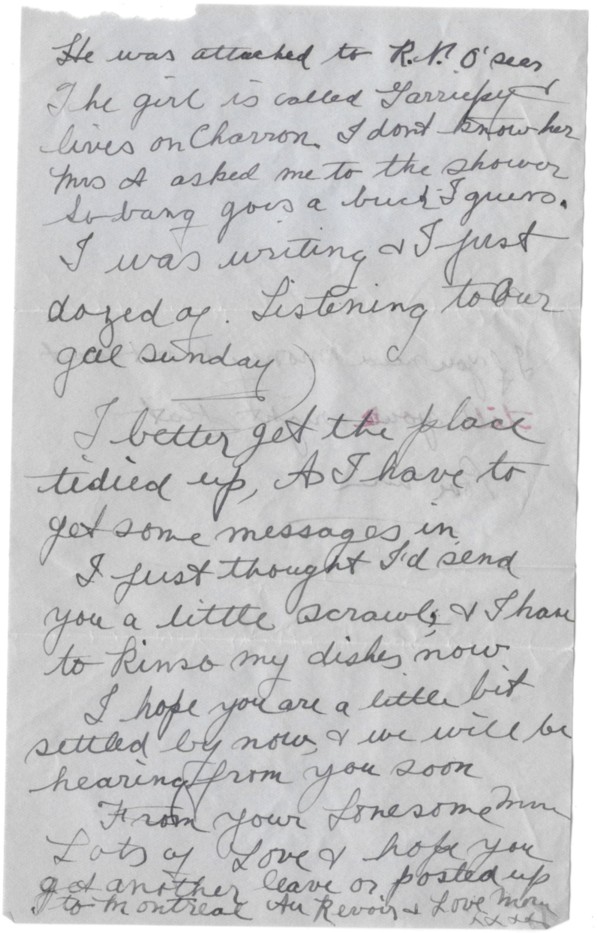 He was attached to R.N. O'seas
The girl is called Garriepy &
lives on Charron. I dont know her
Mrs A asked me to the shower
So bang goes a buck I guess.
I was writing & I just
dozed of. Listening to Our
gal sunday)
I better get the place
tidied up, As I have to
get some messages in
I just thought I'd send
you a little scrawl, & I have
to Rinso my dishes now
I hope you are a little bit
settled by now, & we will be
hearing from you soon
From your Lonesome Mom
Lots of Love & hope you
get another leave or posted up
to Montreal Au Revoir & Love Mom
xxxx